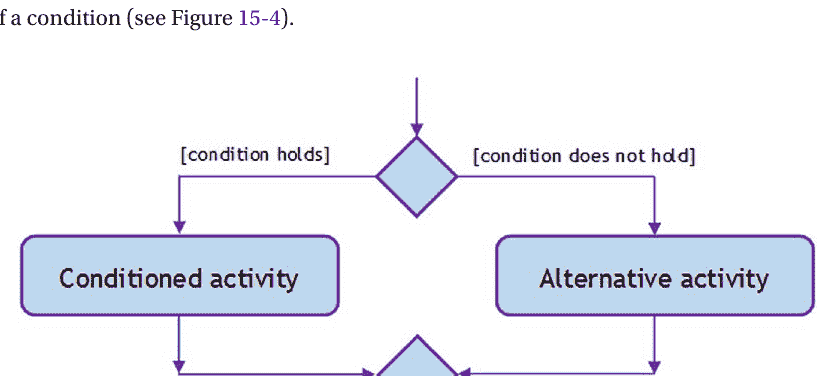 f a condition (see Figure 15-4).
[condition holds]
[condition does not hold]
Conditioned activity
Alternative activity